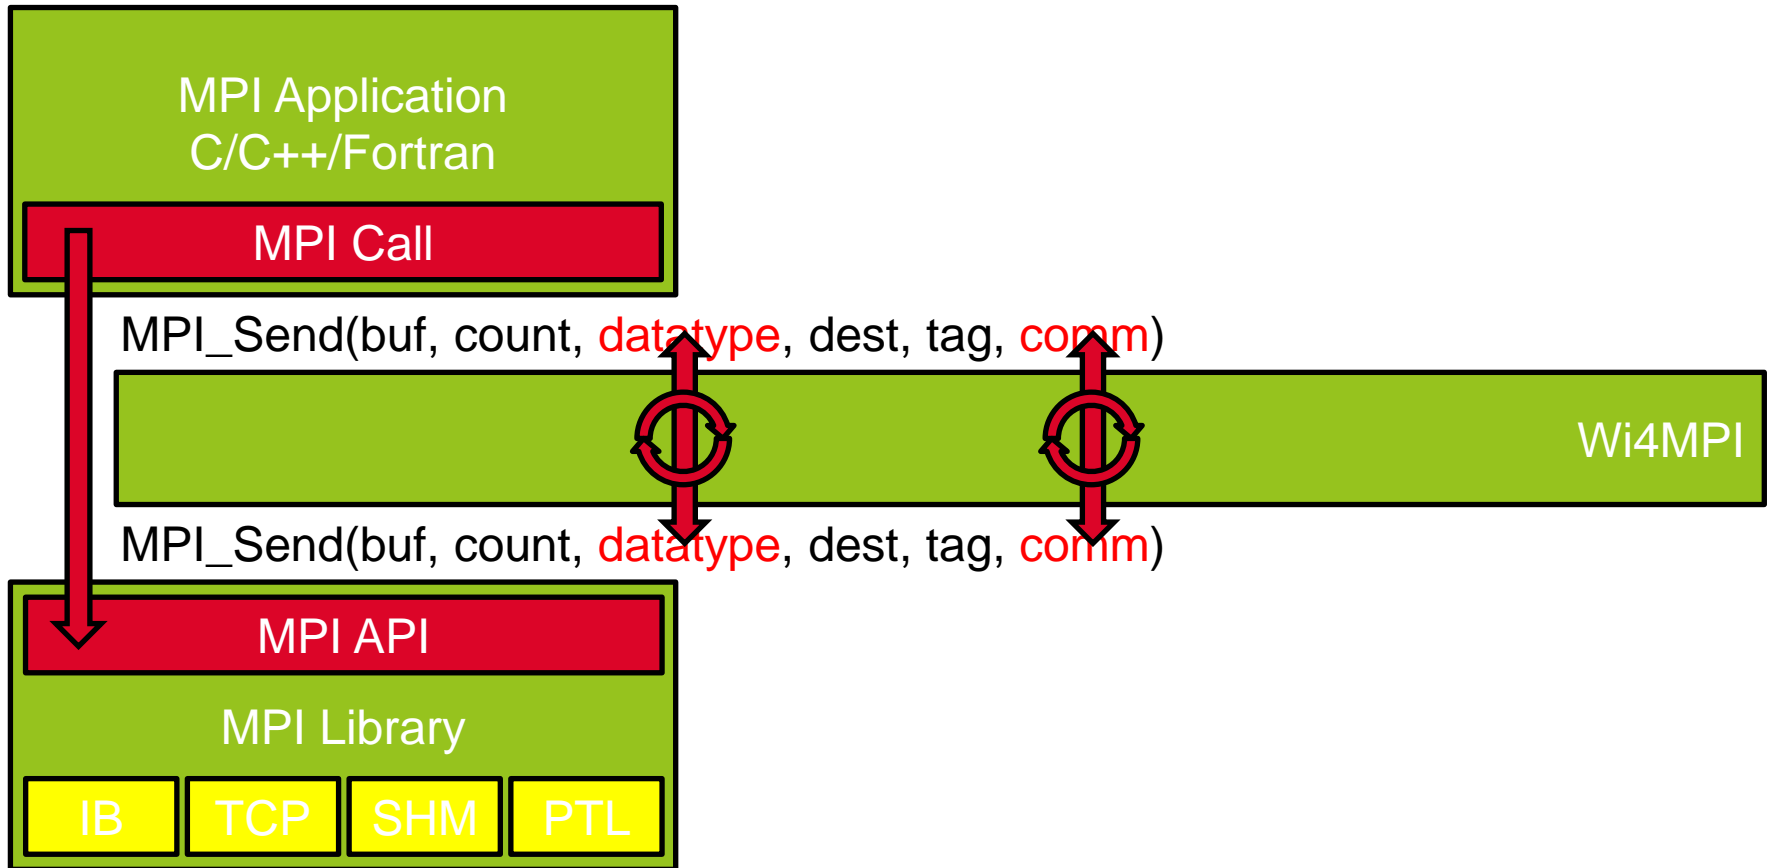 MPI Application
C/C++/Fortran
MPI Call
MPI_Send(buf, count, datatype, dest, tag, comm)
Wi4MPI
MPI_Send(buf, count, datatype, dest, tag, comm)
MPI API
MPI Library
IB TCP SHM PTL